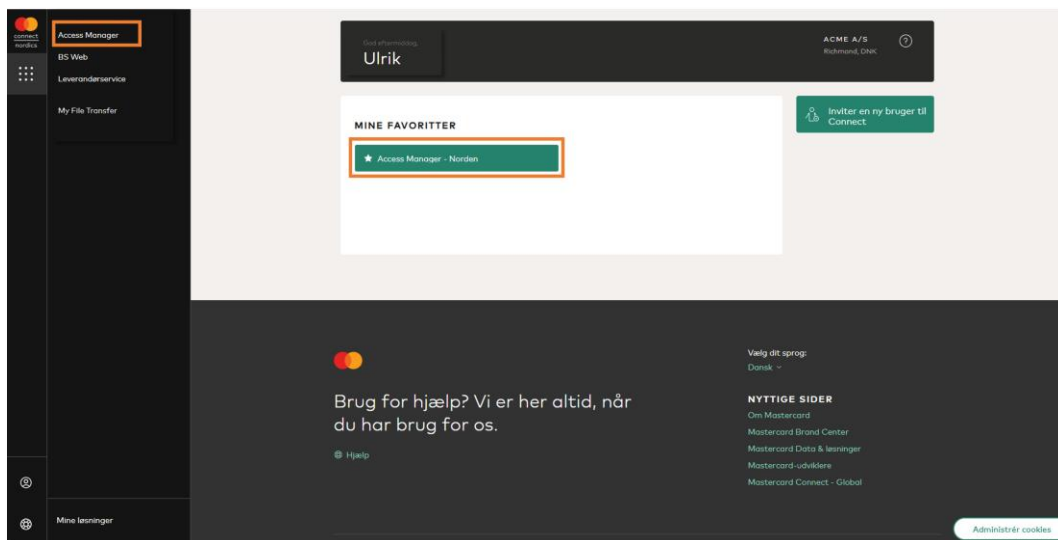 connect
nordics
Access Manager
BS Web
Leverandørservice
My File Transfer
Mine løsninger
God eftermiddag,
Ulrik
ACME A/S
Richmond, DNK
?
MINE FAVORITTER
Access Manager - Norden
Inviter en ny bruger til
Connect
Brug for hjælp? Vi er her altid, når
du har brug for os.
Hjælp
Vælg dit sprog:
Dansk
NYTTIGE SIDER
Om Mastercard
Mastercard Brand Center
Mastercard Data & løsninger
Mastercard-udviklere
Mastercard Connect - Global
Administrér cookies